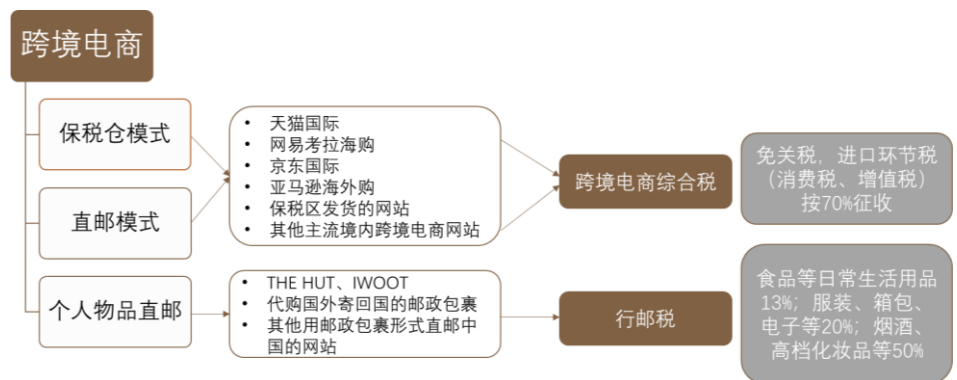 跨境电商
保税仓模式
直邮模式
个人物品直邮
• 天猫国际
• 网易考拉海购
• 京东国际
• 亚马逊海外购
• 保税区发货的网站
• 其他主流境内跨境电商网站
• THE HUT、IWOOT
• 代购国外寄回国的邮政包裹
• 其他用邮政包裹形式直邮中
国的网站
跨境电商综合税
行邮税
免关税，进口环节税
（消费税、增值税）
按70%征收
食品等日常生活用品
13%；服装、箱包、
电子等20%；烟酒、
高档化妆品等50%